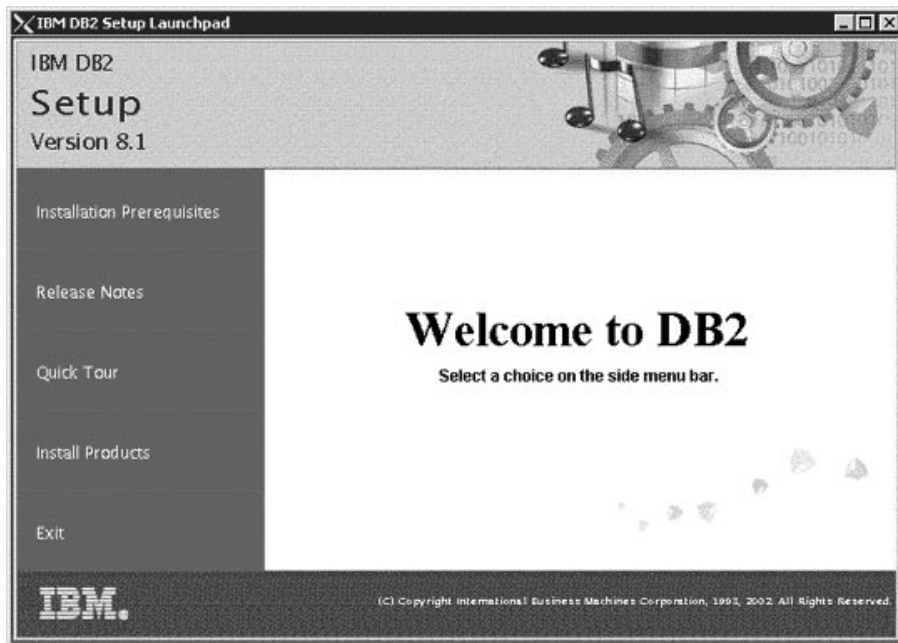 IBM DB2 Setup Launchpad
IBM DB2
Setup
Version 8.1
Installation Prerequisites
Release Notes
Quick Tour
Install Products
Exit
Welcome to DB2
Select a choice on the side menu bar.
IBM.
(C) Copyright International Business Machines Corporation, 1993, 2002. All Rights Reserved.